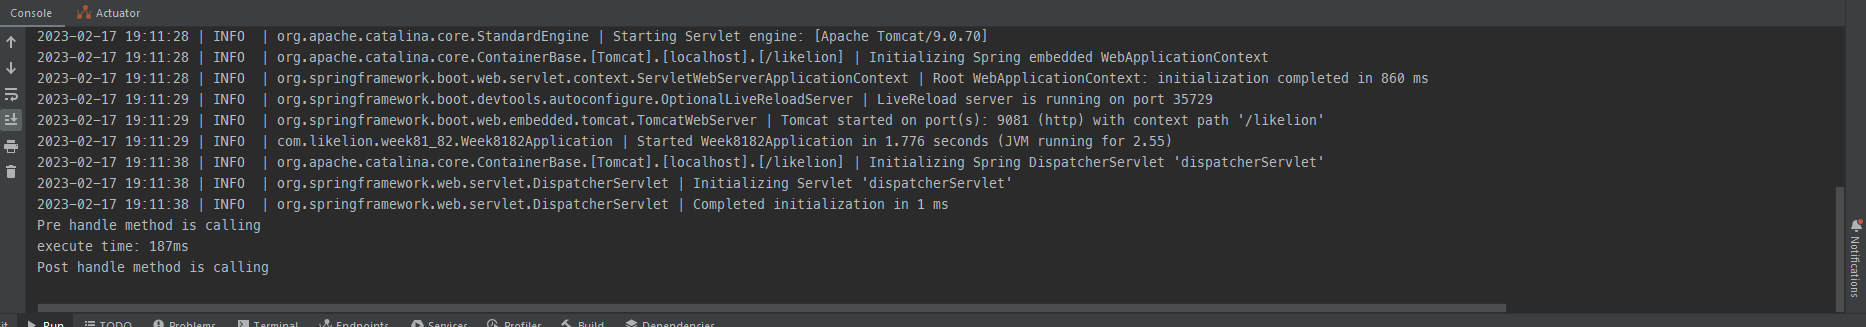 Console Actuator
2023-02-17 19:11:28 | INFO  | org.apache.catalina.core.StandardEngine | Starting Servlet engine: [Apache Tomcat/9.0.70]
2023-02-17 19:11:28 | INFO  | org.apache.catalina.core.ContainerBase.[Tomcat].[localhost].[/likelion] | Initializing Spring embedded WebApplicationContext
2023-02-17 19:11:28 | INFO  | org.springframework.boot.web.servlet.context.ServletWebServerApplicationContext | Root WebApplicationContext: initialization completed in 860 ms
2023-02-17 19:11:29 | INFO  | org.springframework.boot.devtools.autoconfigure.OptionalLiveReloadServer | LiveReload server is running on port 35729
2023-02-17 19:11:29 | INFO  | org.springframework.boot.web.embedded.tomcat.TomcatWebServer | Tomcat started on port(s): 9081 (http) with context path '/likelion'
2023-02-17 19:11:29 | INFO  | com.likelion.week81_82.Week8182Application | Started Week8182Application in 1.776 seconds (JVM running for 2.55)
2023-02-17 19:11:38 | INFO  | org.apache.catalina.core.ContainerBase.[Tomcat].[localhost].[/likelion] | Initializing Spring DispatcherServlet 'dispatcherServlet'
2023-02-17 19:11:38 | INFO  | org.springframework.web.servlet.DispatcherServlet | Initializing Servlet 'dispatcherServlet'
2023-02-17 19:11:38 | INFO  | org.springframework.web.servlet.DispatcherServlet | Completed initialization in 1 ms
Pre handle method is calling
execute time: 187ms
Post handle method is calling
Notifications
Run TODO Problems Terminal Endpoints Services Profiler Build Dependencies